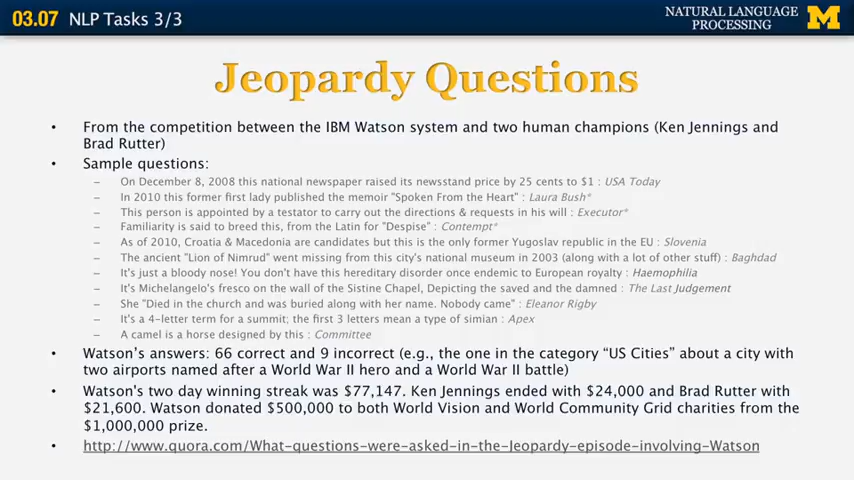 03.07 NLP Tasks 3/3
NATURAL LANGUAGE
PROCESSING
M
Jeopardy Questions
• From the competition between the IBM Watson system and two human champions (Ken Jennings and
Brad Rutter)
• Sample questions:
– On December 8, 2008 this national newspaper raised its newsstand price by 25 cents to $1 : USA Today
– In 2010 this former first lady published the memoir "Spoken From the Heart" : Laura Bush*
– This person is appointed by a testator to carry out the directions & requests in his will : Executor*
– Familiarity is said to breed this, from the Latin for "Despise" : Contempt*
– As of 2010, Croatia & Macedonia are candidates but this is the only former Yugoslav republic in the EU : Slovenia
– The ancient "Lion of Nimrud" went missing from this city's national museum in 2003 (along with a lot of other stuff) : Baghdad
– It's just a bloody nose! You don't have this hereditary disorder once endemic to European royalty : Haemophilia
– It's Michelangelo's fresco on the wall of the Sistine Chapel, Depicting the saved and the damned : The Last Judgement
– She "Died in the church and was buried along with her name. Nobody came" : Eleanor Rigby
– It's a 4-letter term for a summit; the first 3 letters mean a type of simian : Apex
– A camel is a horse designed by this : Committee
• Watson's answers: 66 correct and 9 incorrect (e.g., the one in the category “US Cities” about a city with
two airports named after a World War II hero and a World War II battle)
• Watson's two day winning streak was $77,147. Ken Jennings ended with $24,000 and Brad Rutter with
$21,600. Watson donated $500,000 to both World Vision and World Community Grid charities from the
$1,000,000 prize.
• http://www.quora.com/What-questions-were-asked-in-the-Jeopardy-episode-involving-Watson